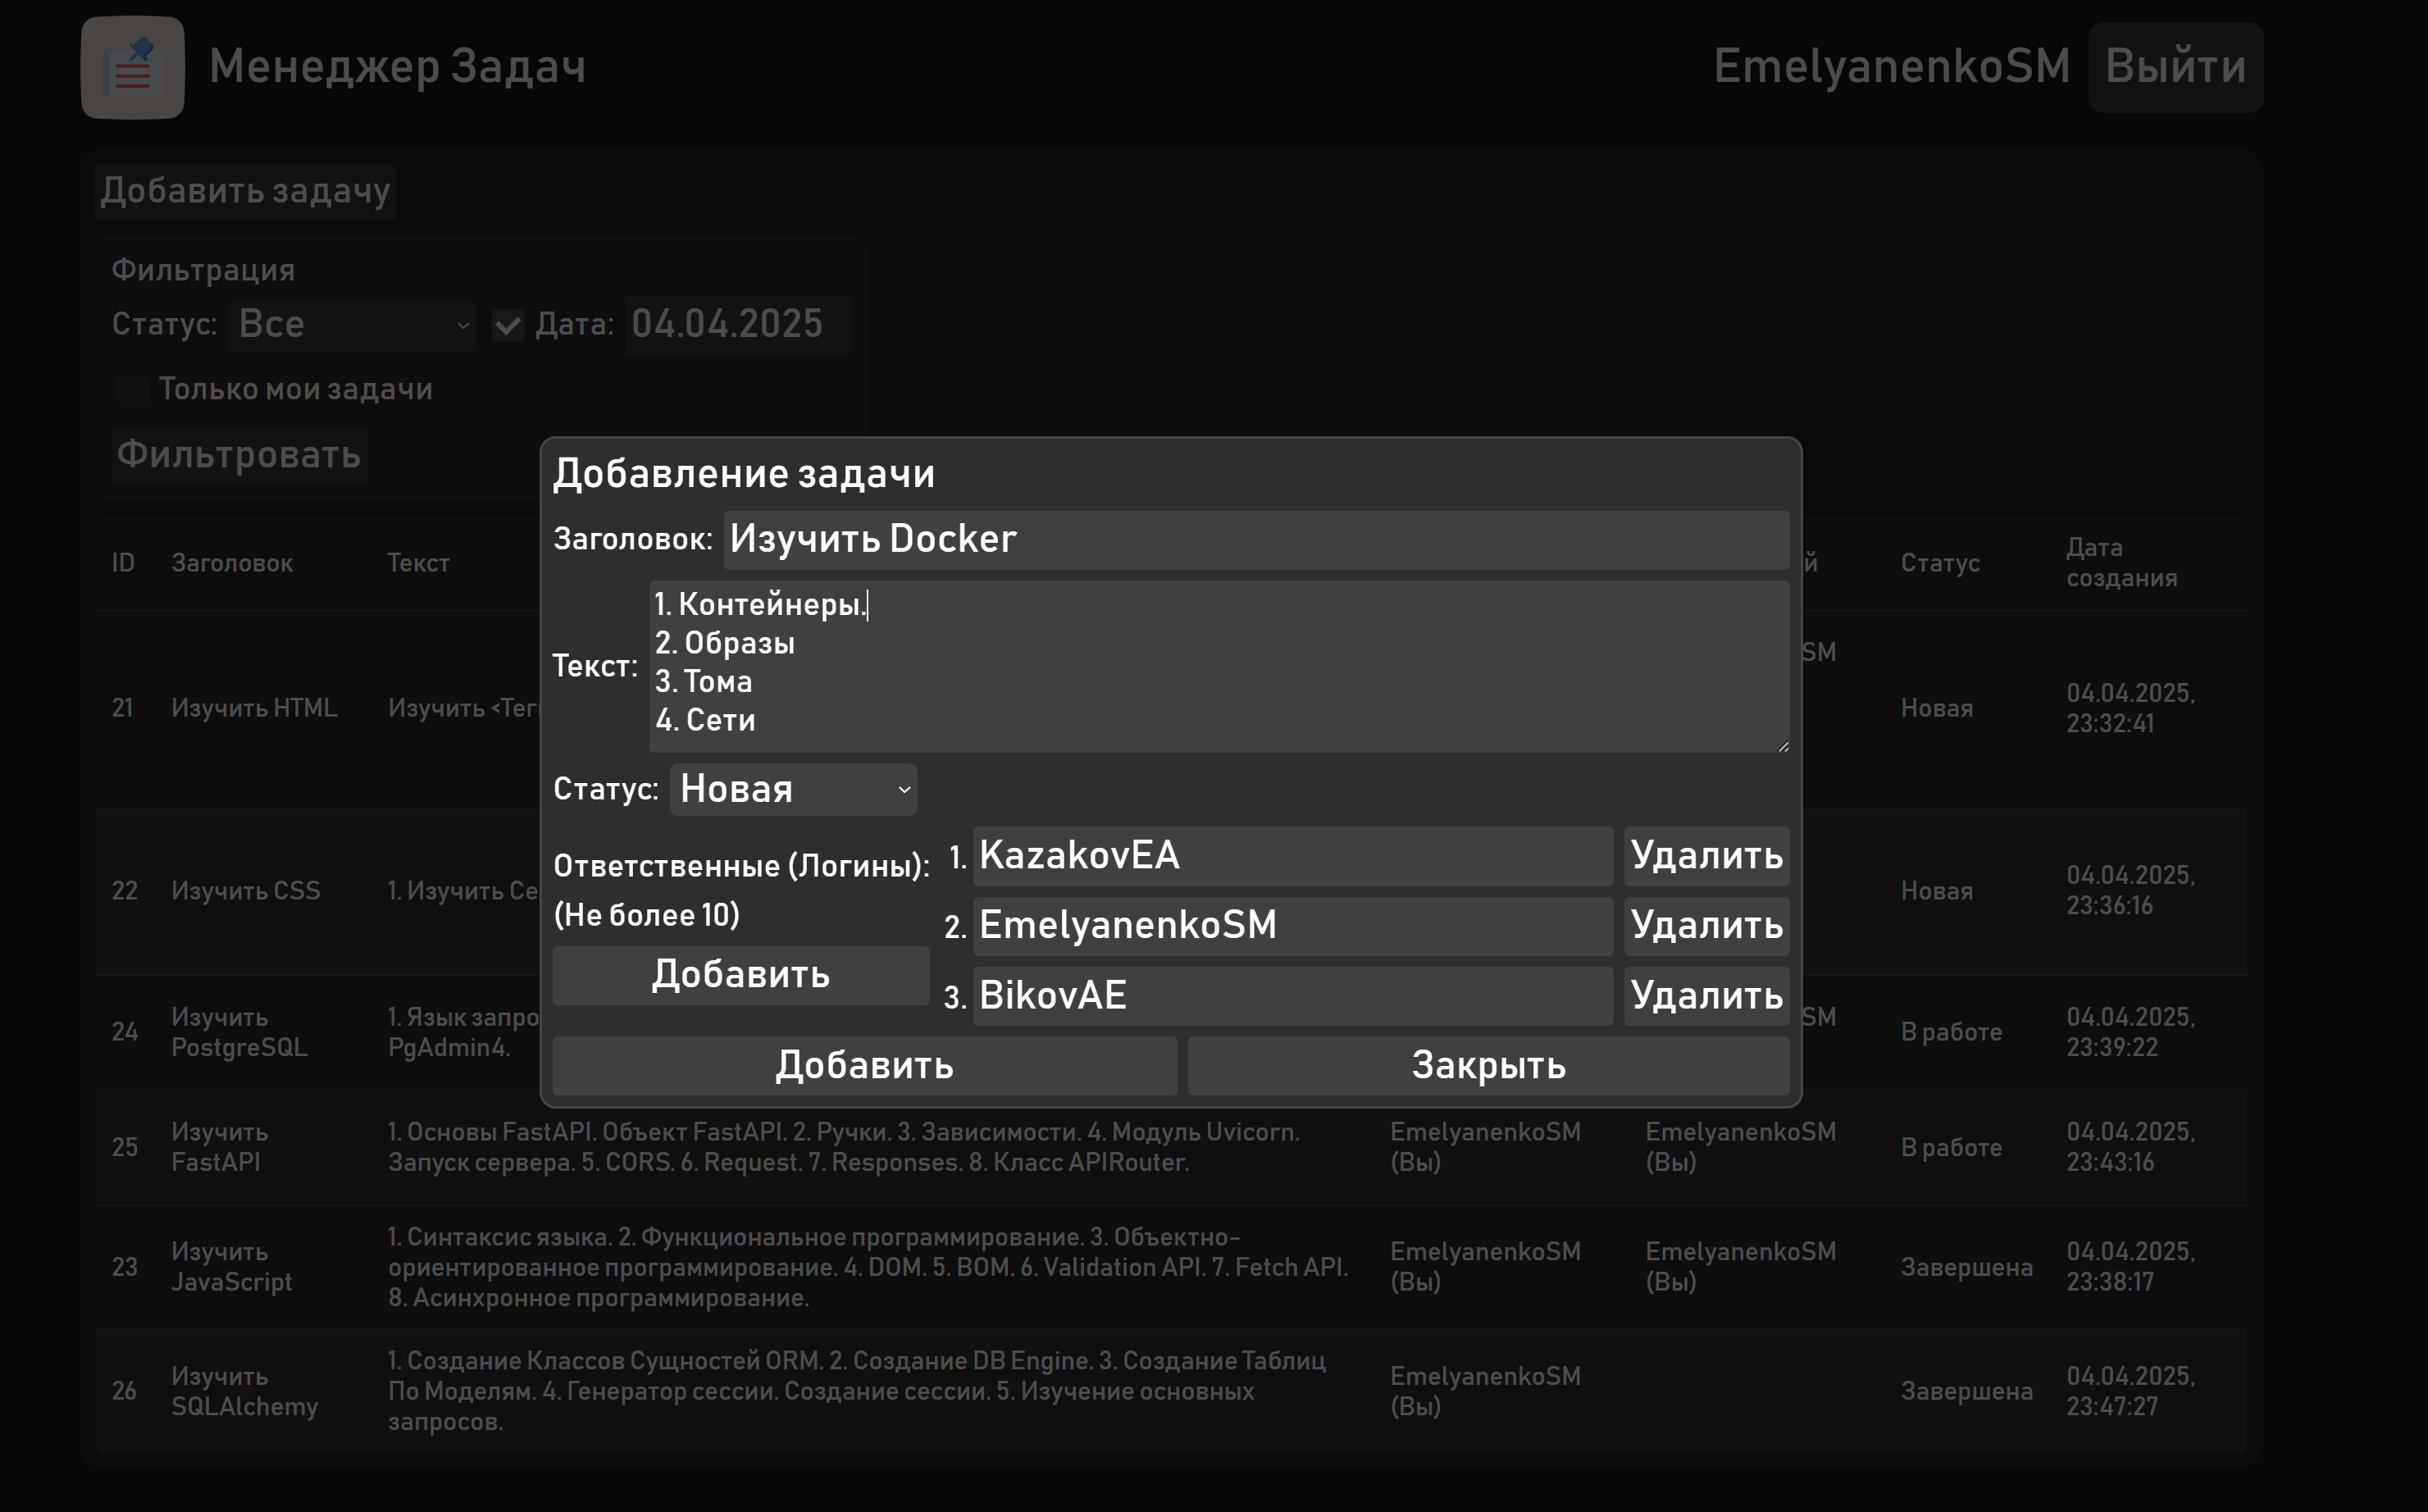 Менеджер Задач
EmelyanenkoSM
Выйти
Добавить задачу
Фильтрация
Статус: Все
Дата: 04.04.2025
Только мои задачи
Фильтровать
Добавление задачи
Заголовок: Изучить Docker
Текст:
1. Контейнеры.
2. Образы
3. Тома
4. Сети
Статус: Новая
Ответственные (Логины):
(Не более 10)
Добавить
1. KazakovEA Удалить
2. EmelyanenkoSM Удалить
3. BikovAE Удалить
Добавить
Закрыть
ID Заголовок Текст й Статус Дата
создания
21 Изучить HTML Изучить SM Новая 04.04.2025,
23:32:41
22 Изучить CSS 1. Изучить Новая 04.04.2025,
23:36:16
24 Изучить
PostgreSQL
1. Язык запро
PgAdmin4.
SM
В работе
04.04.2025,
23:39:22
25 Изучить
FastAPI
1. Основы FastAPI. Объект FastAPI. 2. Ручки. 3. Зависимости. 4. Модуль Uvicorn.
Запуск сервера. 5. CORS. 6. Request. 7. Responses. 8. Класс APIRouter.
EmelyanenkoSM
(Вы)
EmelyanenkoSM
(Вы)
В работе
04.04.2025,
23:43:16
23 Изучить
JavaScript
1. Синтаксис языка. 2. Функциональное программирование. 3. Объектно-
ориентированное программирование. 4. DOM. 5. BOM. 6. Validation API. 7. Fetch API.
8. Асинхронное программирование.
EmelyanenkoSM
(Вы)
EmelyanenkoSM
(Вы)
Завершена
04.04.2025,
23:38:17
26 Изучить
SQLAlchemy
1. Создание Классов Сущностей ORM. 2. Создание DB Engine. 3. Создание Таблиц
По Моделям. 4. Генератор сессии. Создание сессии. 5. Изучение основных
запросов.
EmelyanenkoSM
(Вы)
Завершена
04.04.2025,
23:47:27